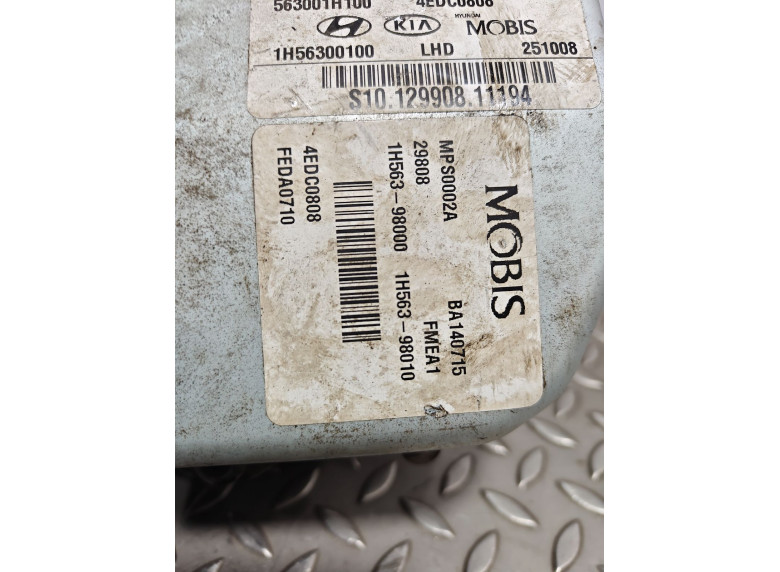 563001H100 4EDC0808
HYUNDAI
KIA MOBIS
1H56300100 LHD 251008
S10.129908.11194
MOBIS
MPS0002A BA140715
29808 FMEA1
1H563-98000 1H563-98010
4EDC0808
FEDA0710